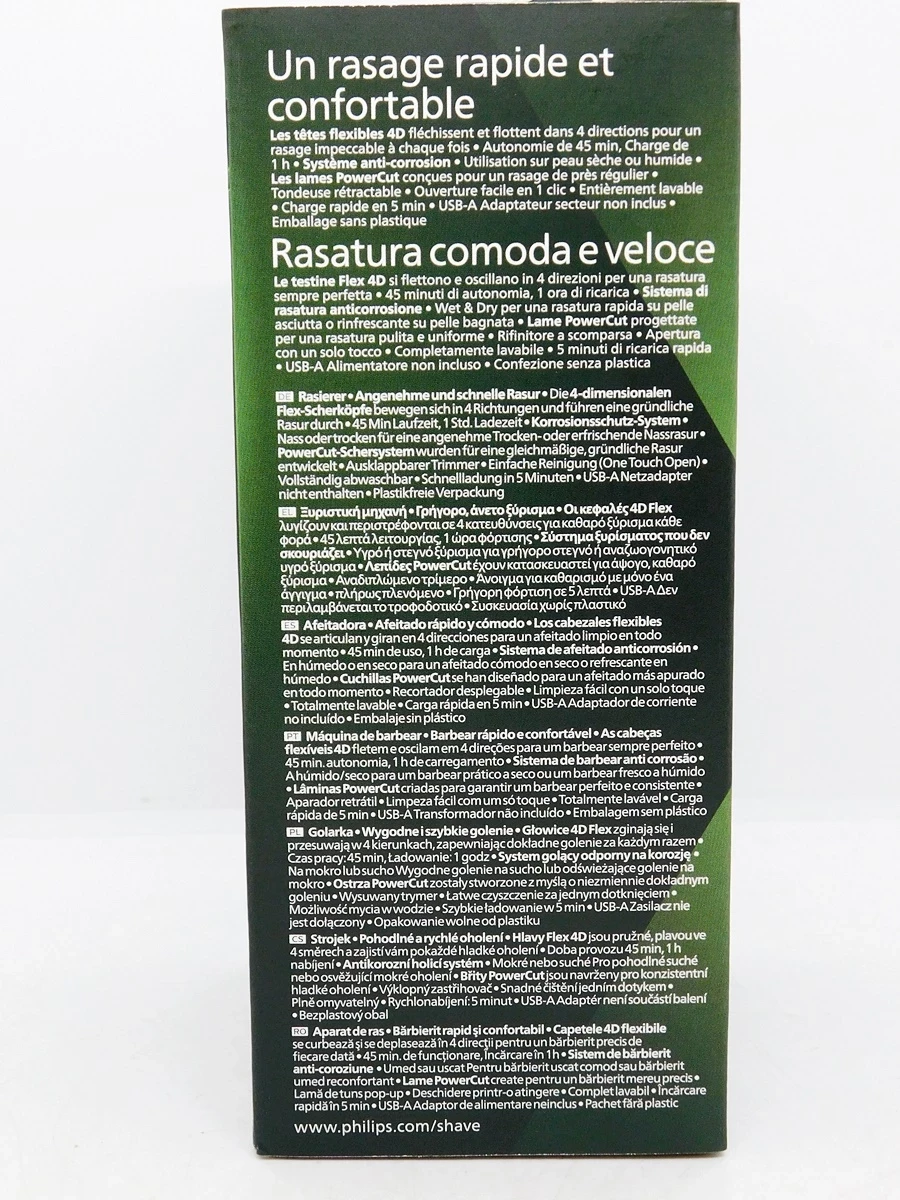 Un rasage rapide et
confortable
Les têtes flexibles 4D fléchissent et flottent dans 4 directions pour un
rasage impeccable à chaque fois • Autonomie de 45 min, Charge de
1 h • Système anti-corrosion • Utilisation sur peau sèche ou humide •
Les lames PowerCut conçues pour un rasage de près régulier •
Tondeuse rétractable • Ouverture facile en 1 clic • Entièrement lavable
• Charge rapide en 5 min • USB-A Adaptateur secteur non inclus •
Emballage sans plastique
Rasatura comoda e veloce
Le testine Flex 4D si flettono e oscillano in 4 direzioni per una rasatura
sempre perfetta • 45 minuti di autonomia, 1 ora di ricarica • Sistema di
rasatura anticorrosione • Wet & Dry per una rasatura rapida su pelle
asciutta o rinfrescante su pelle bagnata • Lame PowerCut progettate
per una rasatura pulita e uniforme • Rifinitore a scomparsa • Apertura
con un solo tocco • Completamente lavabile • 5 minuti di ricarica rapida
• USB-A Alimentatore non incluso • Confezione senza plastica
DE Rasierer • Angenehme und schnelle Rasur • Die 4-dimensionalen
Flex-Scherköpfe bewegen sich in 4 Richtungen und führen eine gründliche
Rasur durch • 45 Min Laufzeit, 1 Std. Ladezeit • Korrosionsschutz-System •
Nass oder trocken für eine angenehme Trocken- oder erfrischende Nassrasur •
PowerCut-Schersystem wurden für eine gleichmäßige, gründliche Rasur
entwickelt • Ausklappbarer Trimmer • Einfache Reinigung (One Touch Open) •
Vollständig abwaschbar • Schnellladung in 5 Minuten • USB-A Netzadapter
nicht enthalten • Plastikfreie Verpackung
EL Ξυριστική μηχανή • Γρήγορο, άνετο ξύρισμα • Οι κεφαλές 4D Flex
λυγίζουν και περιστρέφονται σε 4 κατευθύνσεις για καθαρό ξύρισμα κάθε
φορά • 45 λεπτά λειτουργίας, 1 ώρα φόρτισης • Σύστημα ξυρίσματος που δεν
σκουριάζει • Υγρό ή στεγνό ξύρισμα για γρήγορο στεγνό ή αναζωογονητικό
υγρό ξύρισμα • Λεπίδες PowerCut έχουν κατασκευαστεί για άψογο, καθαρό
ξύρισμα • Αναδιπλώμενο τρίμερο • Άνοιγμα για καθαρισμό με μόνο ένα
άγγιγμα • πλήρως πλενόμενο • Γρήγορη φόρτιση σε 5 λεπτά • USB-A Δεν
περιλαμβάνεται το τροφοδοτικό • Συσκευασία χωρίς πλαστικό
ES Afeitadora • Afeitado rápido y cómodo • Los cabezales flexibles
4D se articulan y giran en 4 direcciones para un afeitado limpio en todo
momento • 45 min de uso, 1 h de carga • Sistema de afeitado anticorrosión •
En húmedo o en seco para un afeitado cómodo en seco o refrescante en
húmedo • Cuchillas PowerCut se han diseñado para un afeitado más apurado
en todo momento • Recortador desplegable • Limpieza fácil con un solo toque
• Totalmente lavable • Carga rápida en 5 min • USB-A Adaptador de corriente
no incluído • Embalaje sin plástico
PT Máquina de barbear • Barbear rápido e confortável • As cabeças
flexíveis 4D fletem e oscilam em 4 direções para um barbear sempre perfeito •
45 min. autonomia, 1 h de carregamento • Sistema de barbear anti corrosão •
A húmido/seco para um barbear prático a seco ou um barbear fresco a húmido
• Lâminas PowerCut criadas para garantir um barbear perfeito e consistente •
Aparador retrátil • Limpeza fácil com um só toque • Totalmente lavável • Carga
rápida de 5 min • USB-A Transformador não incluído • Embalagem sem plástico
PL Golarka • Wygodne i szybkie golenie • Głowice 4D Flex zginają się i
przesuwają w 4 kierunkach, zapewniając dokładne golenie za każdym razem •
Czas pracy: 45 min, Ładowanie: 1 godz • System golący odporny na korozję •
Na mokro lub sucho Wygodne golenie na sucho lub odświeżające golenie na
mokro • Ostrza PowerCut zostały stworzone z myślą o niezmiennie dokładnym
goleniu • Wysuwany trymer • Łatwe czyszczenie za jednym dotknięciem •
Możliwość mycia w wodzie • Szybkie ładowanie w 5 min • USB-A Zasilacz nie
jest dołączony • Opakowanie wolne od plastiku
CS Strojek • Pohodlné a rychlé oholení • Hlavy Flex 4D jsou pružné, plavou ve
4 směrech a zajistí vám pokaždé hladké oholení • Doba provozu 45 min, 1 h
nabíjení • Antikorozní holicí systém • Mokré nebo suché Pro pohodlné suché
nebo osvěžující mokré oholení • Břity PowerCut jsou navrženy pro konzistentní
hladké oholení • Výklopný zastřihovač • Snadné čištění jedním dotykem •
Plně omyvatelný • Rychlonabíjení: 5 minut • USB-A Adaptér není součástí balení
• Bezplastový obal
RO Aparat de ras • Bărbierit rapid şi confortabil • Capetele 4D flexibile
se curbează şi se deplasează în 4 direcţii pentru un bărbierit precis de
fiecare dată • 45 min. de funcţionare, Încărcare în 1 h • Sistem de bărbierit
anti-coroziune • Umed sau uscat Pentru bărbierit uscat comod sau bărbierit
umed reconfortant • Lame PowerCut create pentru un bărbierit mereu precis •
Lamă de tuns pop-up • Deschidere printr-o atingere • Complet lavabil • Încărcare
rapidă în 5 min • USB-A Adaptor de alimentare neinclus • Pachet fără plastic
www.philips.com/shave